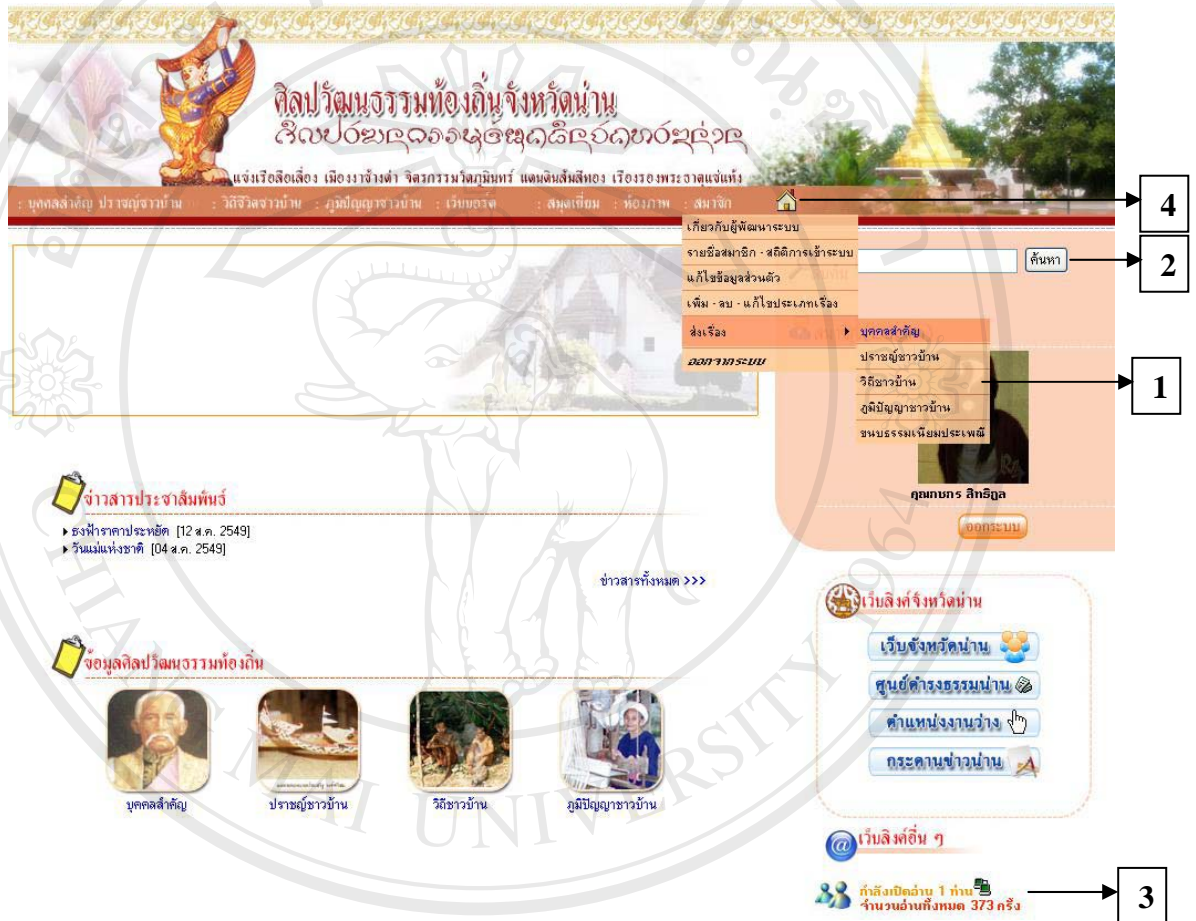 ศิลปวัฒนธรรมท้องถิ่นจังหวัดน่าน
แข่งเรือลือเลื่อง เมืองงาช้างดำ จิตรกรรมวัดภูมินทร์ แดนดินส้มสีทอง เรืองรองพระธาตุแช่แห้ง
: บุคคลสำคัญ ปราชญ์ชาวบ้าน : วิถีชีวิตชาวบ้าน : ภูมิปัญญาชาวบ้าน : เว็บบอร์ด : สมุดเยี่ยม : ห้องภาพ : สมาชิก
4
เกี่ยวกับผู้พัฒนาระบบ
รายชื่อสมาชิก - สถิติการเข้าระบบ
ค้นหา
2
แก้ไขข้อมูลส่วนตัว
เพิ่ม - ลบ - แก้ไขประเภทเรื่อง
ส่งเรื่อง
ออกจากระบบ
บุคคลสำคัญ
ปราชญ์ชาวบ้าน
วิถีชาวบ้าน
1
ภูมิปัญญาชาวบ้าน
ขนบธรรมเนียมประเพณี
คุณกษกร สิทธิกูล
ออกระบบ
ข่าวสารประชาสัมพันธ์
ธงฟ้าราคาประหยัด [12 ส.ค. 2549]
วันแม่แห่งชาติ [04 ส.ค. 2549]
ข่าวสารทั้งหมด >>>
เว็บลิงค์จังหวัดน่าน
เว็บจังหวัดน่าน
ศูนย์ดำรงธรรมน่าน
ตำแหน่งงานว่าง
กระดานข่าวน่าน
ข้อมูลศิลปวัฒนธรรมท้องถิ่น
บุคคลสำคัญ
ปราชญ์ชาวบ้าน
วิถีชาวบ้าน
ภูมิปัญญาชาวบ้าน
เว็บลิงค์อื่น ๆ
กำลังเปิดอ่าน 1 ท่าน
จำนวนอ่านทั้งหมด 373 ครั้ง
3
CHIANG MAI UNIVERSITY 1964